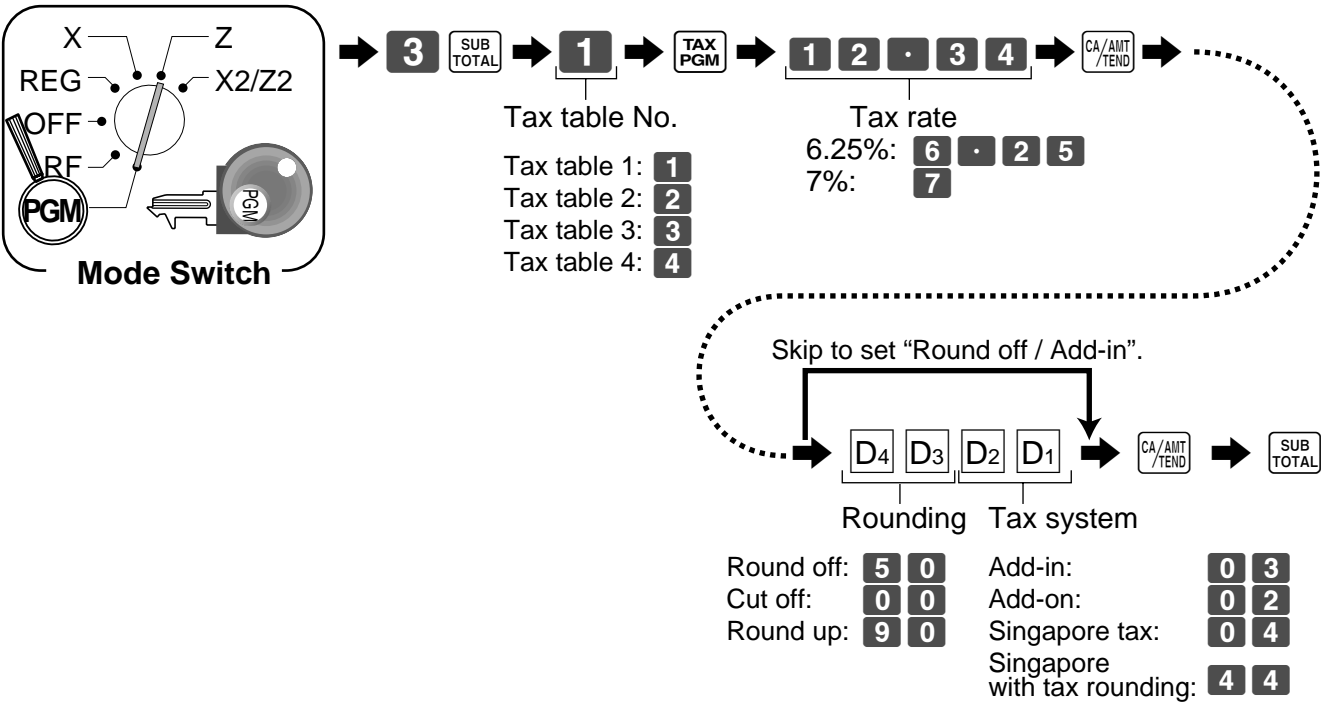 X Z
REG X2/Z2
OFF
RF
PGM
PGM
Mode Switch
3 SUB TOTAL 1 TAX PGM 1 2 · 3 4 CA/AMT /TEND
Tax table No.
Tax table 1: 1
Tax table 2: 2
Tax table 3: 3
Tax table 4: 4
Tax rate
6.25%: 6 · 2 5
7%: 7
Skip to set “Round off / Add-in”.
D4 D3 D2 D1 CA/AMT /TEND SUB TOTAL
Rounding Tax system
Round off: 5 0
Cut off: 0 0
Round up: 9 0
Add-in: 0 3
Add-on: 0 2
Singapore tax: 0 4
Singapore
with tax rounding: 4 4